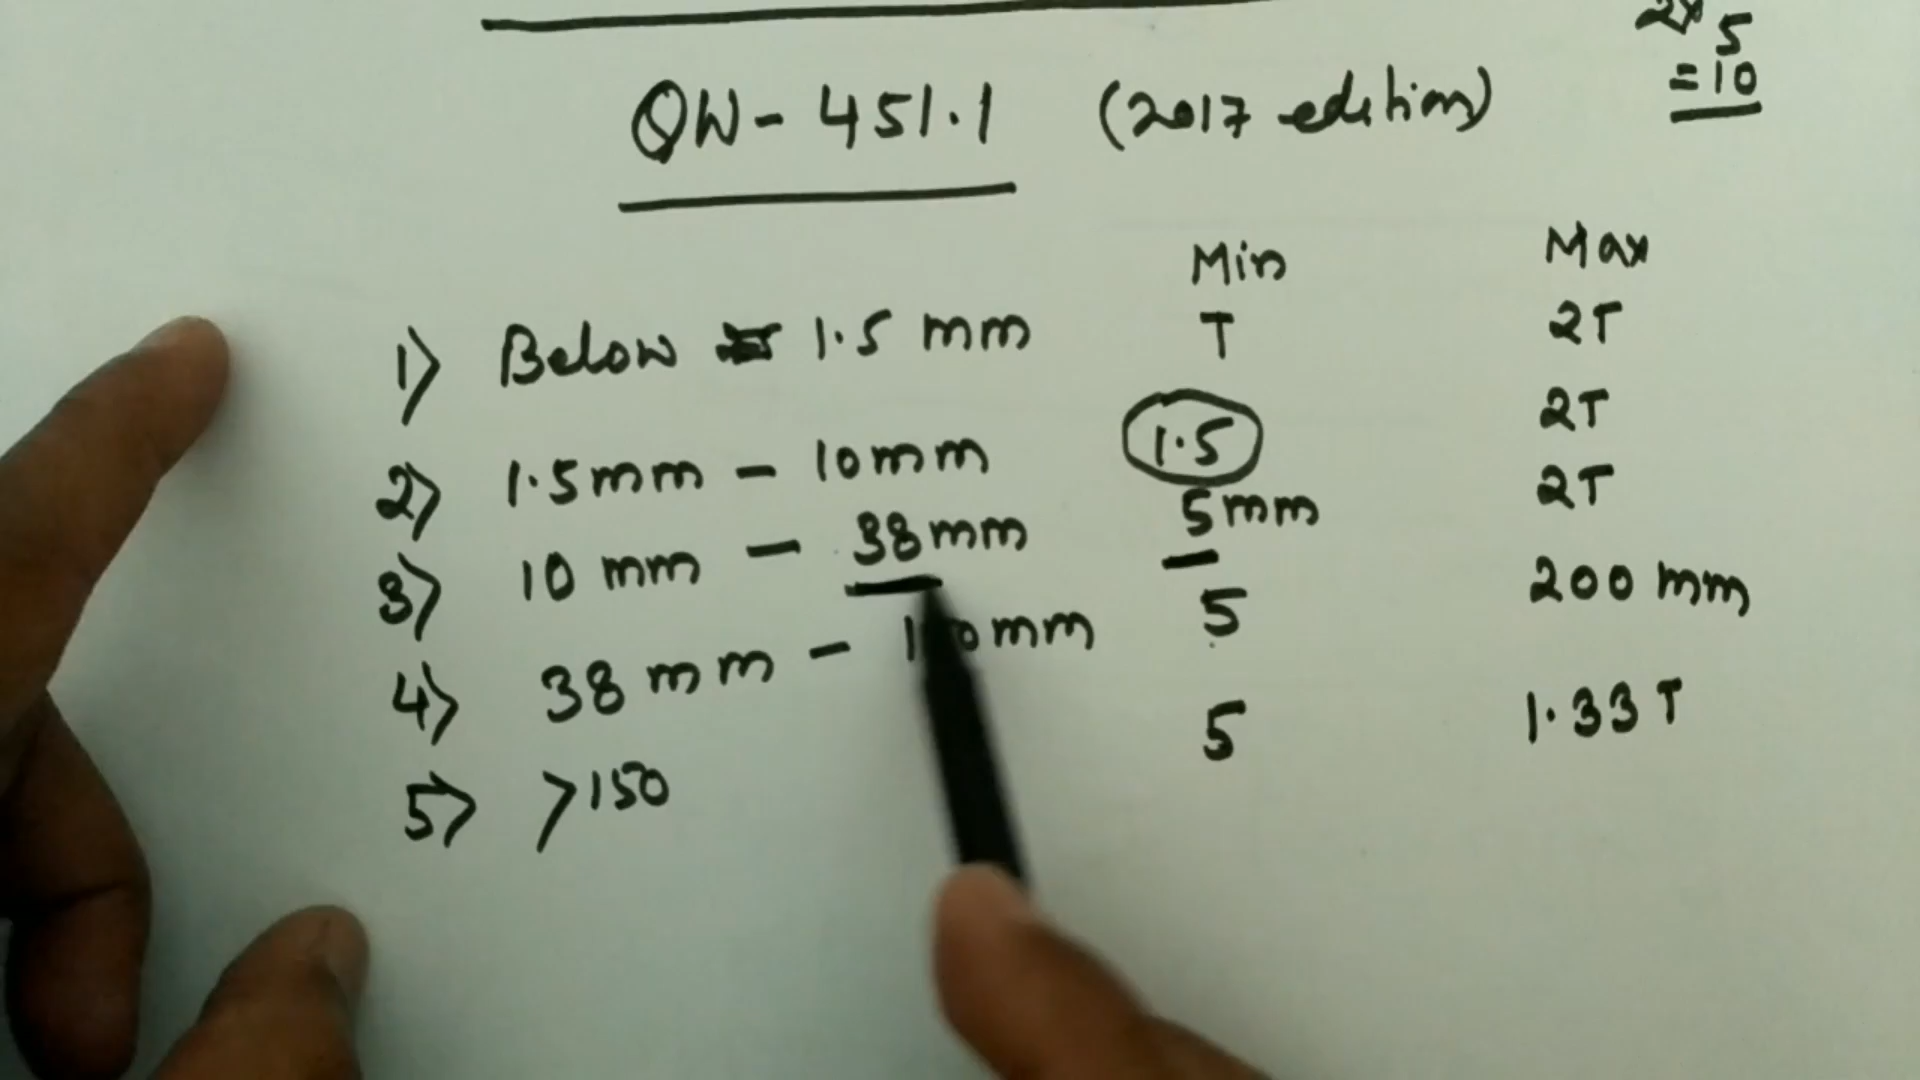 2x
5
=10
QW-451.1 (2017 edition)
Min Max
1) Below 1.5 mm T 2T
2) 1.5mm - 10mm 1.5 2T
3) 10 mm - 38mm 5mm 2T
4) 38 mm - mm 5 200 mm
5) >150 5 1.33T